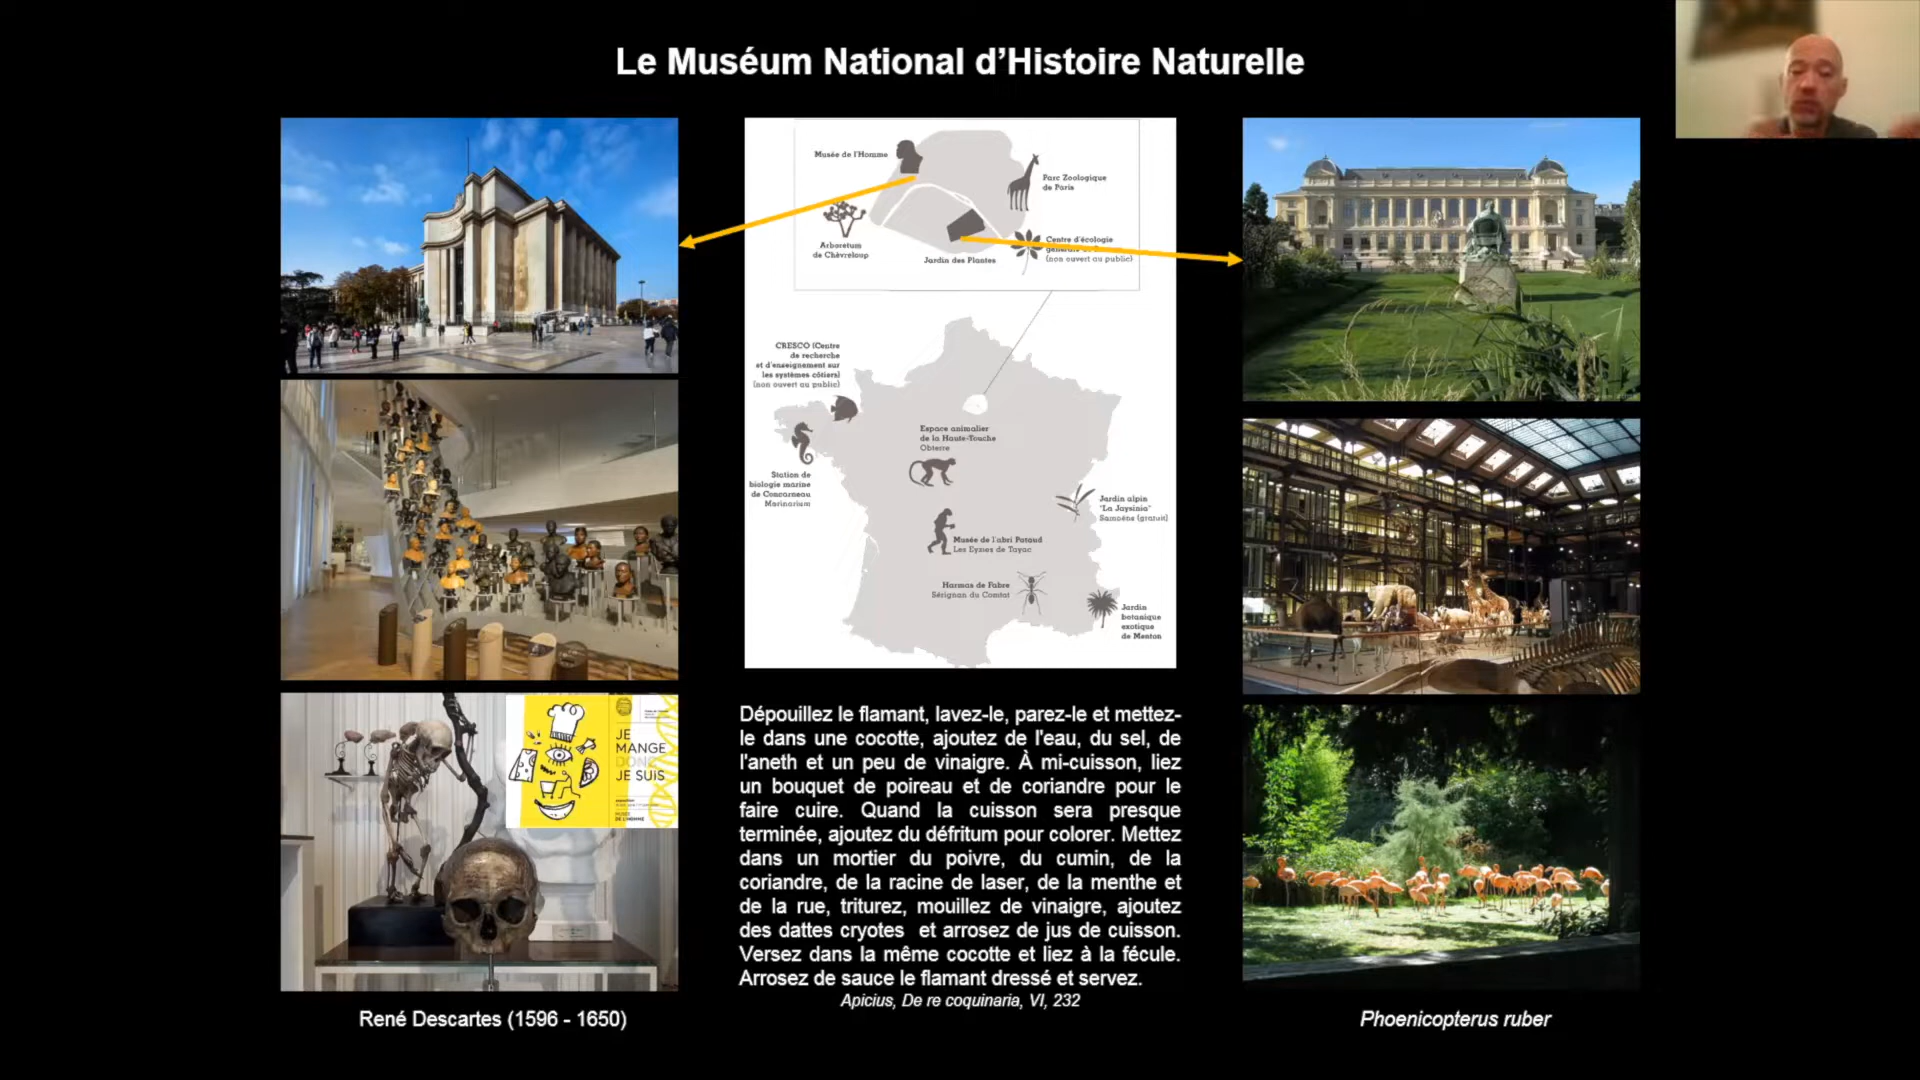 Le Muséum National d’Histoire Naturelle
Musée de l'Homme
Parc Zoologique
de Paris
Arboretum
de Chèvreloup
Jardin des Plantes
Centre d'écologie
générale
(non ouvert au public)
CRESCO (Centre
de recherche
et d'enseignement sur
les systèmes côtiers)
(non ouvert au public)
Espace animalier
de la Haute-Touche
Obterre
Station de
biologie marine
de Concarneau
Marinarium
Jardin alpin
"La Jaysinia"
Samoëns (gratuit)
Musée de l'abri Pataud
Les Eyzies de Tayac
Harmas de Fabre
Sérignan du Comtat
Jardin
botanique
exotique
de Menton
JE
MANGE
DONC
JE SUIS
MUSÉE
DE L'HOMME
Dépouillez le flamant, lavez-le, parez-le et mettez-
le dans une cocotte, ajoutez de l'eau, du sel, de
l'aneth et un peu de vinaigre. À mi-cuisson, liez
un bouquet de poireau et de coriandre pour le
faire cuire. Quand la cuisson sera presque
terminée, ajoutez du défritum pour colorer. Mettez
dans un mortier du poivre, du cumin, de la
coriandre, de la racine de laser, de la menthe et
de la rue, triturez, mouillez de vinaigre, ajoutez
des dattes cryotes et arrosez de jus de cuisson.
Versez dans la même cocotte et liez à la fécule.
Arrosez de sauce le flamant dressé et servez.
Apicius, De re coquinaria, VI, 232
René Descartes (1596 - 1650)
Phoenicopterus ruber